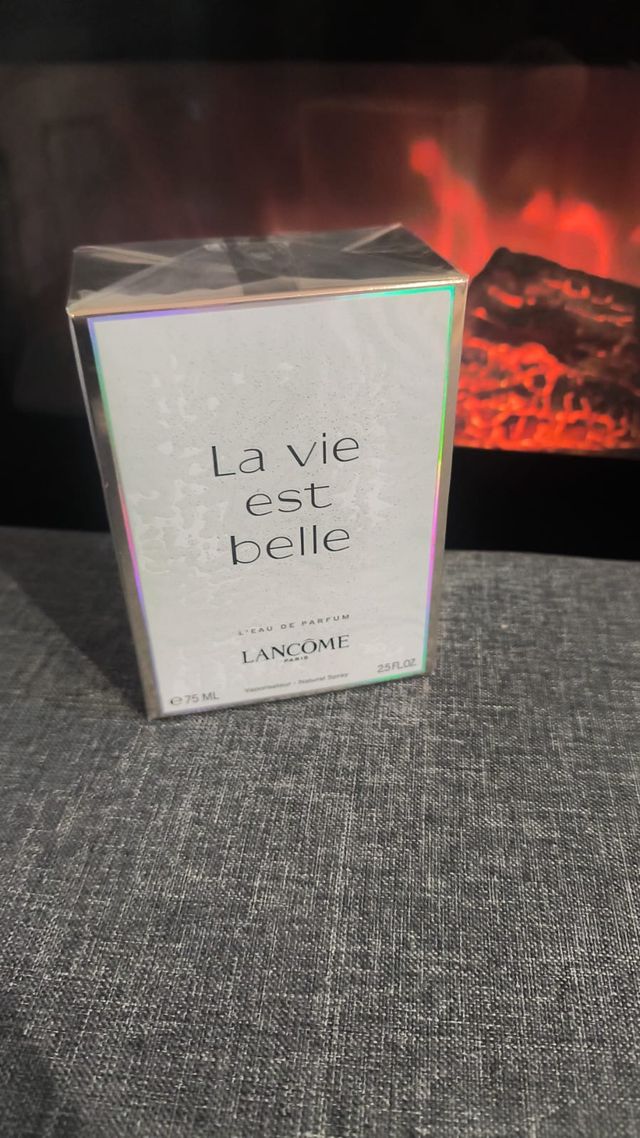 La vie
est
belle
L'EAU DE PARFUM
LANCÔME
PARIS
℮ 75 ML
Vaporisateur - Natural Spray
2.5 FL.OZ.